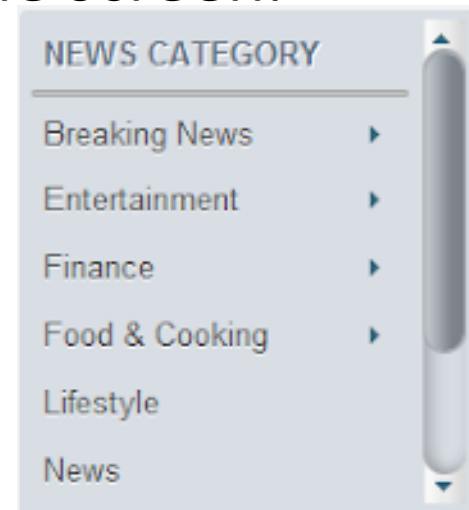 NEWS CATEGORY
Breaking News
Entertainment
Finance
Food & Cooking
Lifestyle
News